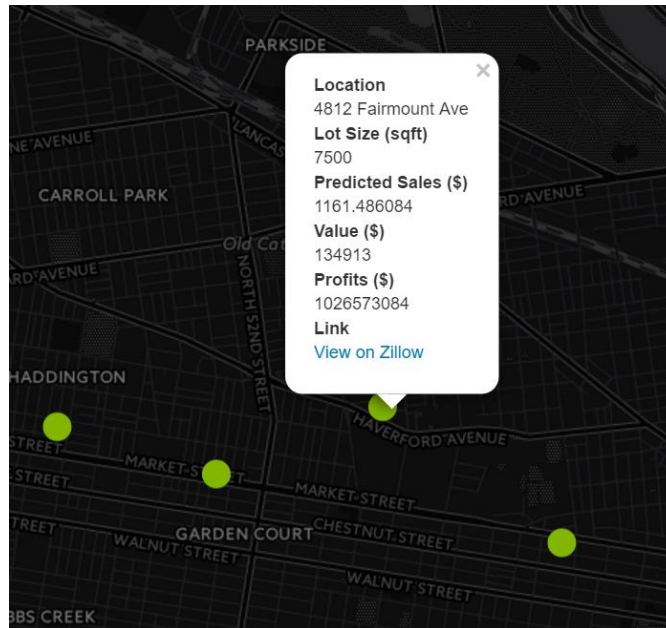 PARKSIDE
×
Location
4812 Fairmount Ave
Lot Size (sqft)
7500
Predicted Sales ($)
1161.486084
Value ($)
134913
Profits ($)
1026573084
Link
View on Zillow
LANCAS
NE AVENUE
RD AVENUE
CARROLL PARK
Old Cat
RD AVENUE
NORTH 52ND STREET
HADDINGTON
HAVERFORD AVENUE
STREET
MARKET STREET
MARKET STREET
STREET
CHESTNUT STREET
GARDEN COURT
TREET
WALNUT STREET
WALNUT STREET
BBS CREEK